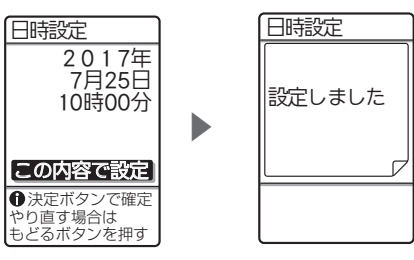 日時設定
２０１７年
7月25日
10時00分
この内容で設定
❶決定ボタンで確定
やり直す場合は
もどるボタンを押す
日時設定
設定しました